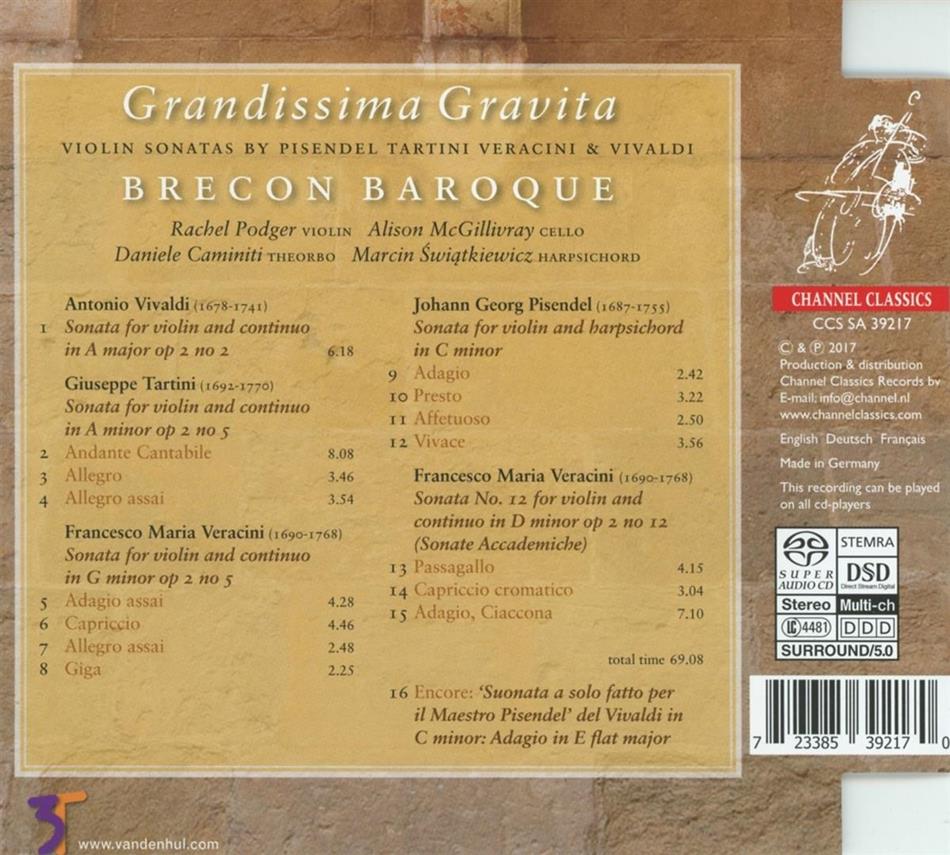 Grandissima Gravita
VIOLIN SONATAS BY PISENDEL TARTINI VERACINI & VIVALDI
BRECON BAROQUE
Rachel Podger VIOLIN Alison McGillivray CELLO
Daniele Caminiti THEORBO Marcin Świątkiewicz HARPSICHORD
Antonio Vivaldi (1678-1741)
1 Sonata for violin and continuo
in A major op 2 no 2 6.18
Giuseppe Tartini (1692-1770)
Sonata for violin and continuo
in A minor op 2 no 5
2 Andante Cantabile 8.08
3 Allegro 3.46
4 Allegro assai 3.54
Francesco Maria Veracini (1690-1768)
Sonata for violin and continuo
in G minor op 2 no 5
5 Adagio assai 4.28
6 Capriccio 4.46
7 Allegro assai 2.48
8 Giga 2.25
Johann Georg Pisendel (1687-1755)
Sonata for violin and harpsichord
in C minor
9 Adagio 2.42
10 Presto 3.22
11 Affetuoso 2.50
12 Vivace 3.56
Francesco Maria Veracini (1690-1768)
Sonata No. 12 for violin and
continuo in D minor op 2 no 12
(Sonate Accademiche)
13 Passagallo 4.15
14 Capriccio cromatico 3.04
15 Adagio, Ciaccona 7.10
total time 69.08
16 Encore: ‘Suonata a solo fatto per
il Maestro Pisendel’ del Vivaldi in
C minor: Adagio in E flat major
CHANNEL CLASSICS
CCS SA 39217
© & ℗ 2017
Production & distribution
Channel Classics Records bv
E-mail; info@channel.nl
www.channelclassics.com
English Deutsch Français
Made in Germany
This recording can be played
on all cd-players
SUPER AUDIO CD
STEMRA
DSD
Direct Stream Digital
Stereo Multi-ch
LC 4481 DDD
SURROUND/5.0
7 23385 39217 0
www.vandenhul.com